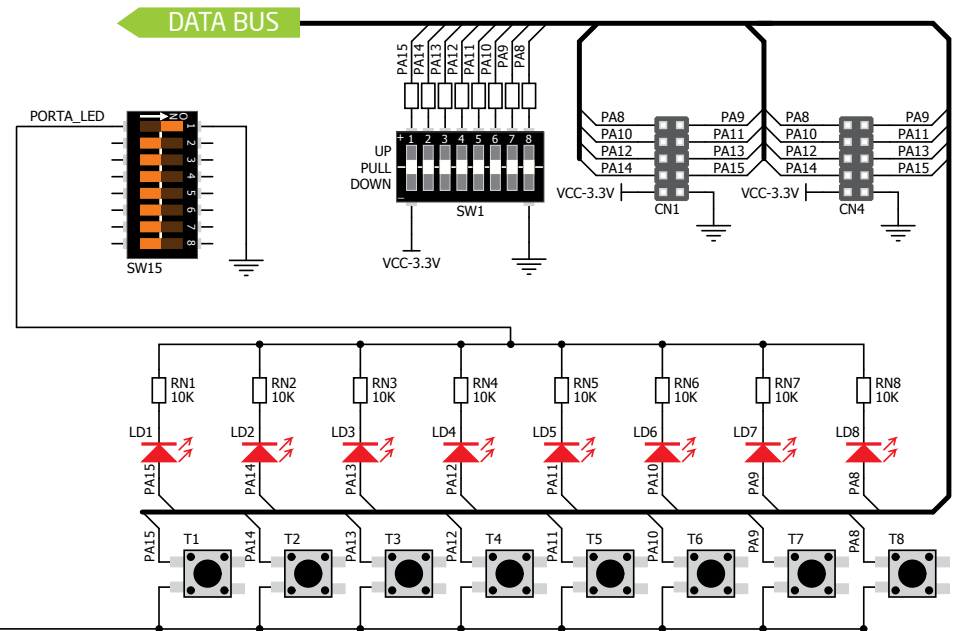 DATA BUS
PA15
PA14
PA13
PA12
PA11
PA10
PA9
PA8
PORTA_LED
ON
1
2
3
4
5
6
7
8
SW15
+ 1 2 3 4 5 6 7 8
UP
PULL
DOWN
_
SW1
VCC-3.3V
PA8 PA9
PA10 PA11
PA12 PA13
PA14 PA15
VCC-3.3V
CN1
PA8 PA9
PA10 PA11
PA12 PA13
PA14 PA15
VCC-3.3V
CN4
RN1
10K
RN2
10K
RN3
10K
RN4
10K
RN5
10K
RN6
10K
RN7
10K
RN8
10K
LD1
LD2
LD3
LD4
LD5
LD6
LD7
LD8
PA15
PA14
PA13
PA12
PA11
PA10
PA9
PA8
PA15
PA14
PA13
PA12
PA11
PA10
PA9
PA8
T1
T2
T3
T4
T5
T6
T7
T8